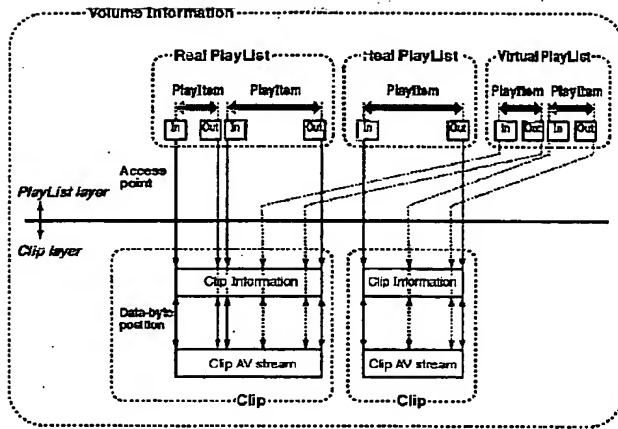 Volume Information
Real PlayList
Real PlayList
Virtual PlayList
PlayItem
PlayItem
PlayItem
PlayItem
PlayItem
In
Out
In
Out
In
Out
In
Out
In
Out
Access
point
PlayList layer
Clip layer
Clip Information
Clip Information
Data-byte
position
Clip AV stream
Clip AV stream
Clip
Clip